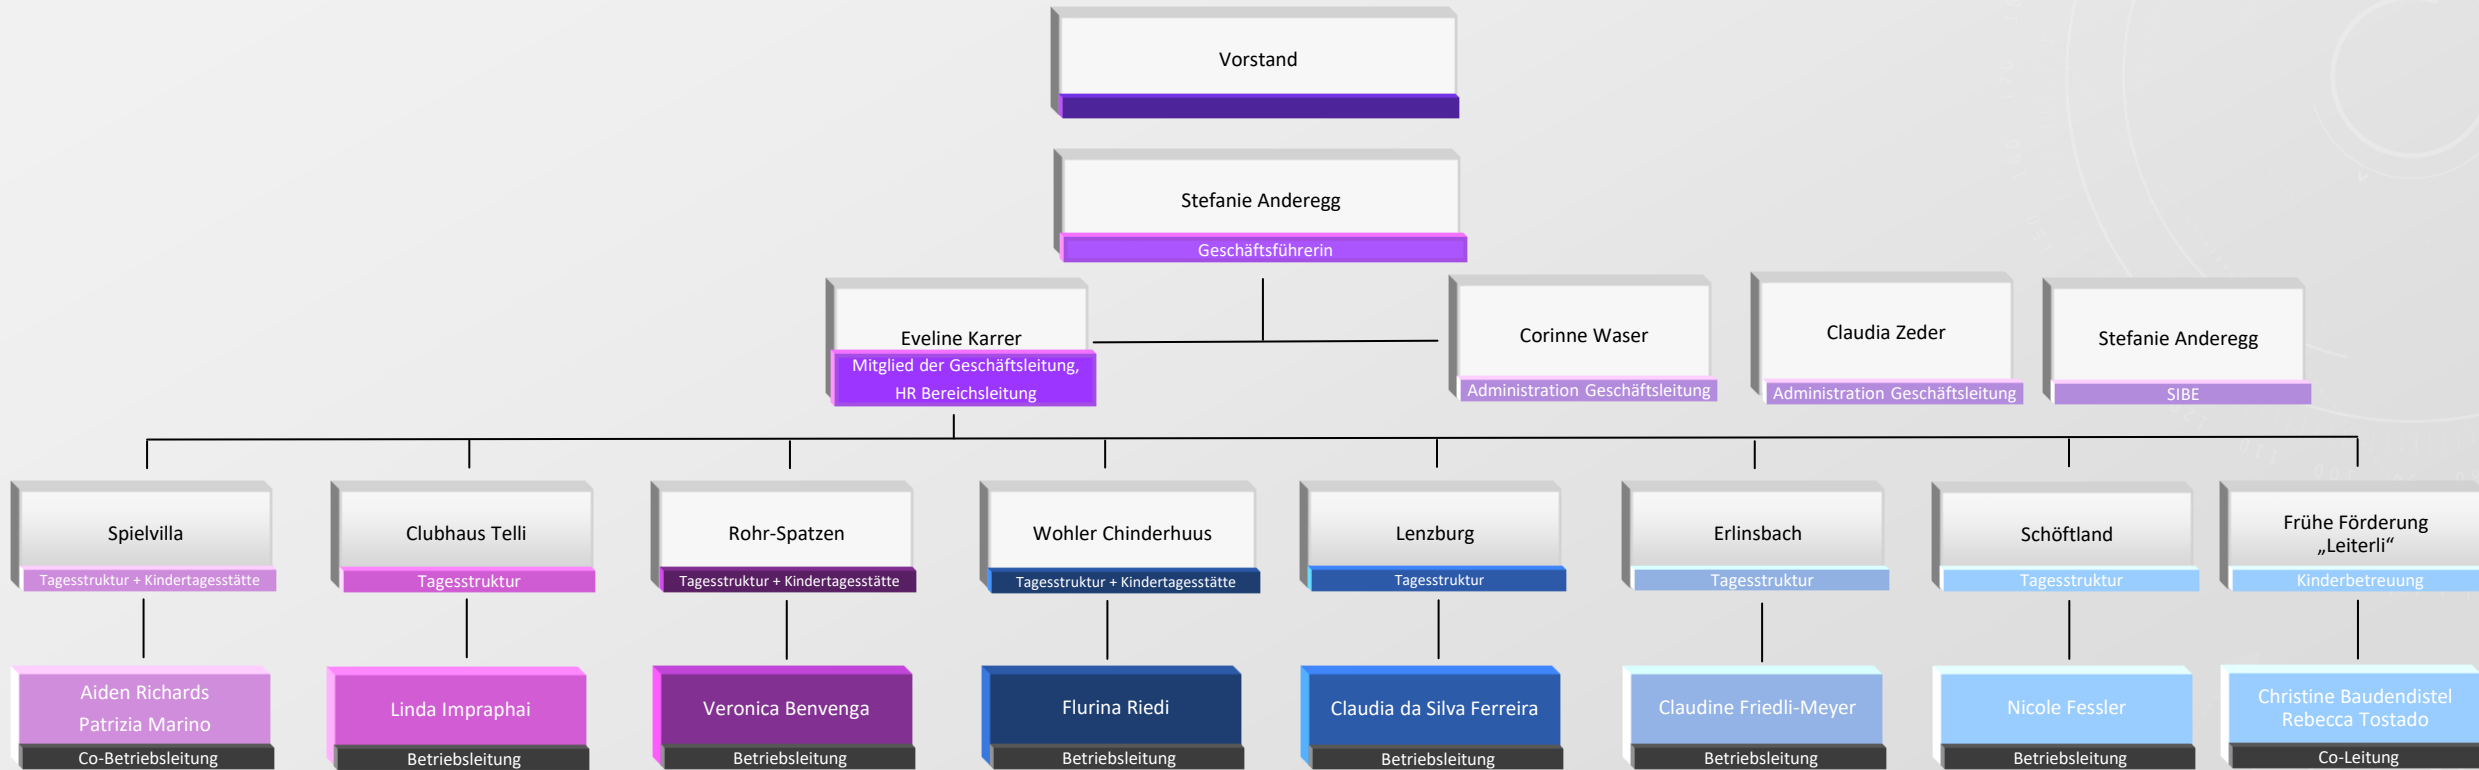 Vorstand
Stefanie Anderegg
Geschäftsführerin
Eveline Karrer
Mitglied der Geschäftsleitung,
HR Bereichsleitung
Corinne Waser
Administration Geschäftsleitung
Claudia Zeder
Administration Geschäftsleitung
Stefanie Anderegg
SIBE
Spielvilla
Tagesstruktur + Kindertagesstätte
Clubhaus Telli
Tagesstruktur
Rohr-Spatzen
Tagesstruktur + Kindertagesstätte
Wohler Chinderhuus
Tagesstruktur + Kindertagesstätte
Lenzburg
Tagesstruktur
Erlinsbach
Tagesstruktur
Schöftland
Tagesstruktur
Frühe Förderung
„Leiterli“
Kinderbetreuung
Aiden Richards
Patrizia Marino
Co-Betriebsleitung
Linda Impraphai
Betriebsleitung
Veronica Benvenga
Betriebsleitung
Flurina Riedi
Betriebsleitung
Claudia da Silva Ferreira
Betriebsleitung
Claudine Friedli-Meyer
Betriebsleitung
Nicole Fessler
Betriebsleitung
Christine Baudendistel
Rebecca Tostado
Co-Leitung